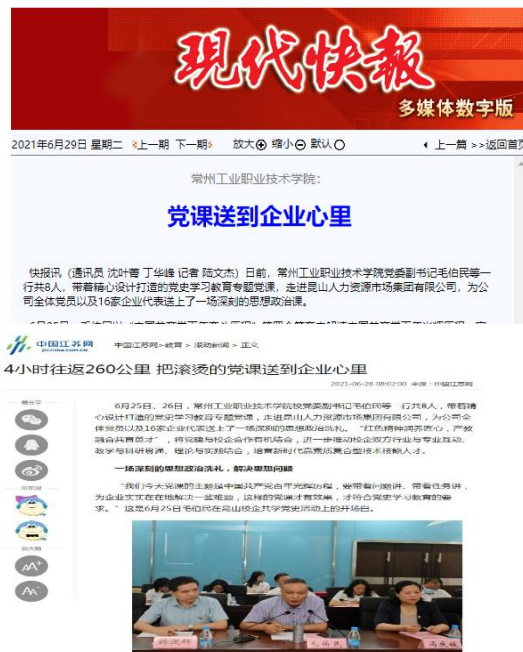 现代快报
多媒体数字版
2021年6月29日 星期二 上一期 下一期 放大 缩小 默认 上一篇 >>返回首页
常州工业职业技术学院：
党课送到企业心里
快报讯（通讯员 沈叶菁 丁华峰 记者 陆文杰）日前，常州工业职业技术学院党委副书记毛伯民等一
行共8人，带着精心设计打造的党史学习教育专题党课，走进昆山人力资源市场集团有限公司，为公
司全体党员以及16家企业代表送上了一场深刻的思想政治课。
中国江苏网 中国江苏网>教育 > 滚动新闻 > 正文
JSCHINA.COM.CN
4小时往返260公里 把滚烫的党课送到企业心里
2021-06-28 08:02:00 来源：中国江苏网
6月25日、26日，常州工业职业技术学院校党委副书记毛伯民等一行共8人，带着精
心设计打造的党史学习教育专题党课，走进昆山人力资源市场集团有限公司，为公司全
体党员以及16家企业代表送上了一场深刻的思想政治洗礼。“红色精神润苏匠心，产教
融合共育英才”，将党建与校企合作有机结合，进一步推动校企双方行业与专业互动、
教学与科研贯通、理论与实践结合，培育新时代高素质复合型技术技能人才。
一场深刻的思想政治洗礼，解决思想问题
“我们今天党课的主题是中国共产党百年光辉历程，要带着问题讲、带着任务讲，
为企业实实在在地解决一些难题，这样的党课才有效果，才符合党史学习教育的要
求。”这是6月25日毛伯民在昆山校企共学党史活动上的开场白。
AA+
AA-
毛伯民